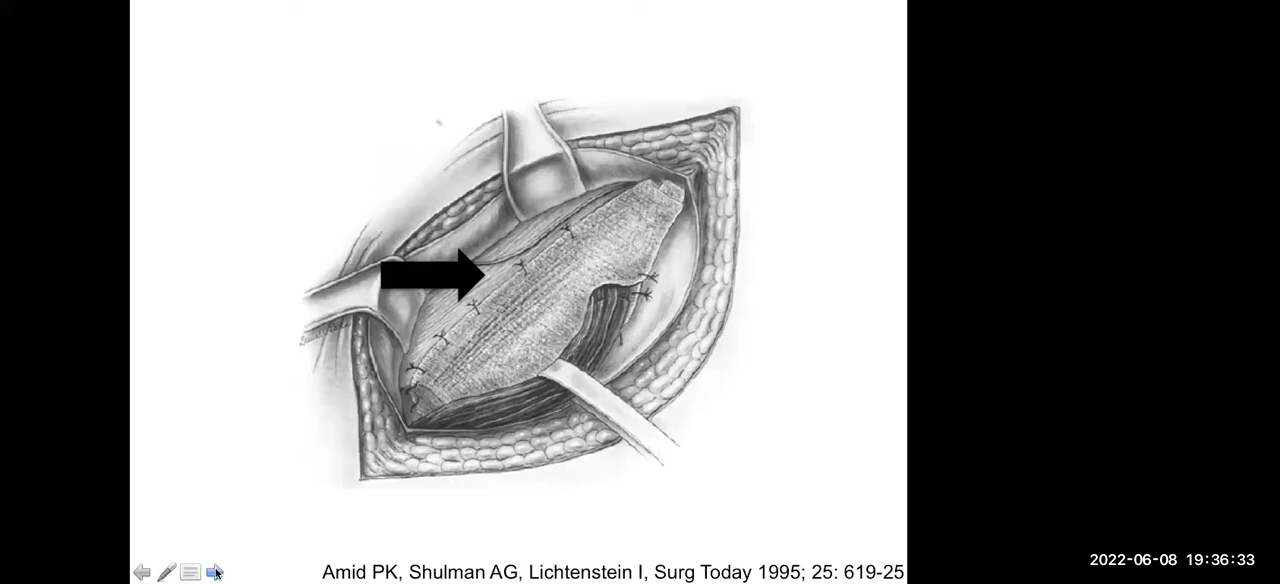 2022-06-08 19:36:33
Amid PK, Shulman AG, Lichtenstein I, Surg Today 1995; 25: 619-25